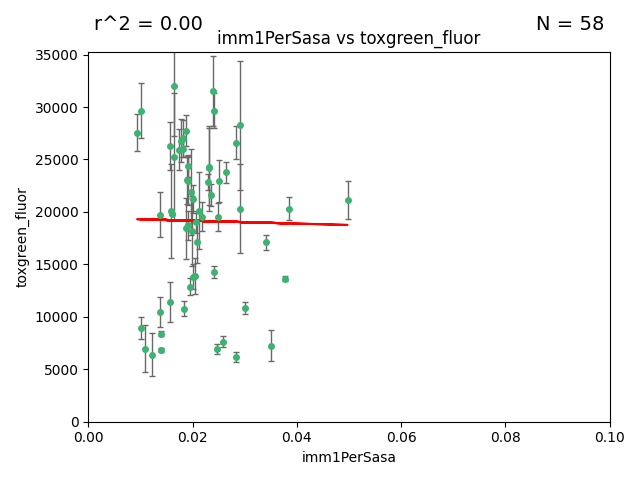 r^2 = 0.00
N = 58
imm1PerSasa vs toxgreen_fluor
35000
30000
25000
20000
15000
10000
5000
0
toxgreen_fluor
0.00
0.02
0.04
0.06
0.08
0.10
imm1PerSasa